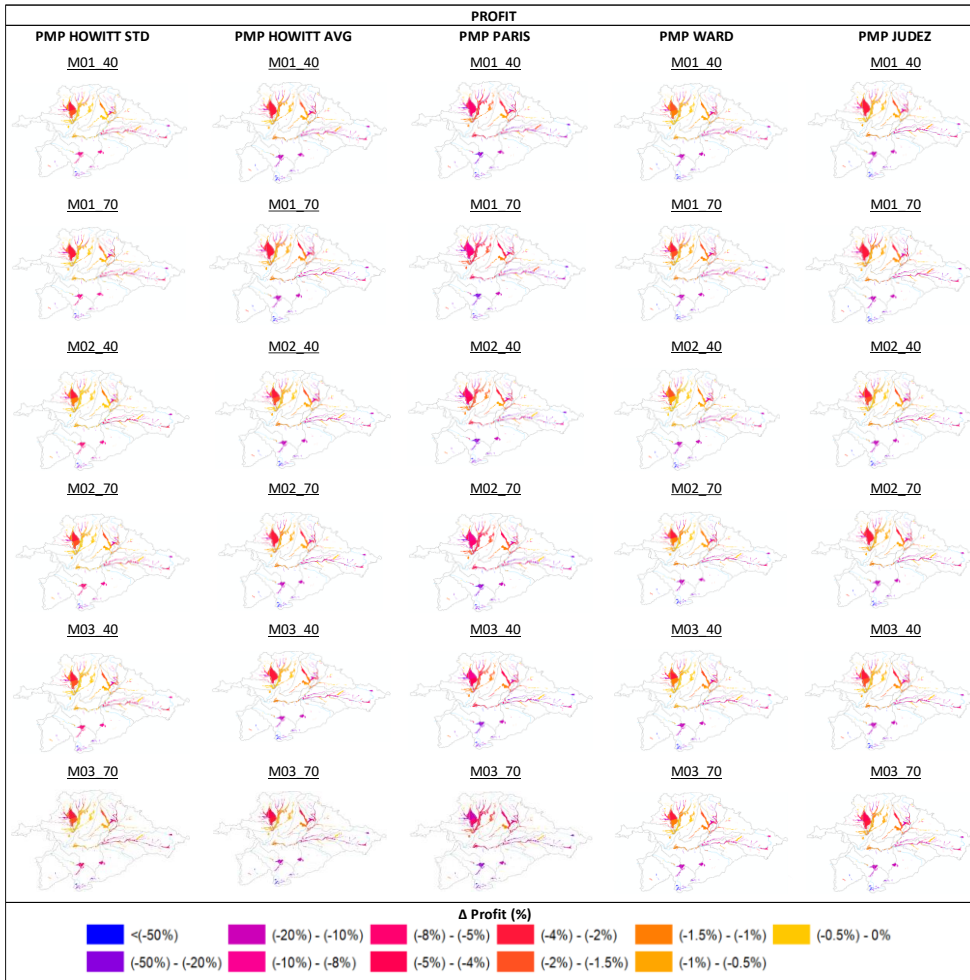 PROFIT
PMP HOWITT STD PMP HOWITT AVG PMP PARIS PMP WARD PMP JUDEZ
M01_40 M01_40 M01_40 M01_40 M01_40
M01_70 M01_70 M01_70 M01_70 M01_70
M02_40 M02_40 M02_40 M02_40 M02_40
M02_70 M02_70 M02_70 M02_70 M02_70
M03_40 M03_40 M03_40 M03_40 M03_40
M03_70 M03_70 M03_70 M03_70 M03_70
Δ Profit (%)
<(-50%) (-20%) - (-10%) (-8%) - (-5%) (-4%) - (-2%) (-1.5%) - (-1%) (-0.5%) - 0%
(-50%) - (-20%) (-10%) - (-8%) (-5%) - (-4%) (-2%) - (-1.5%) (-1%) - (-0.5%)